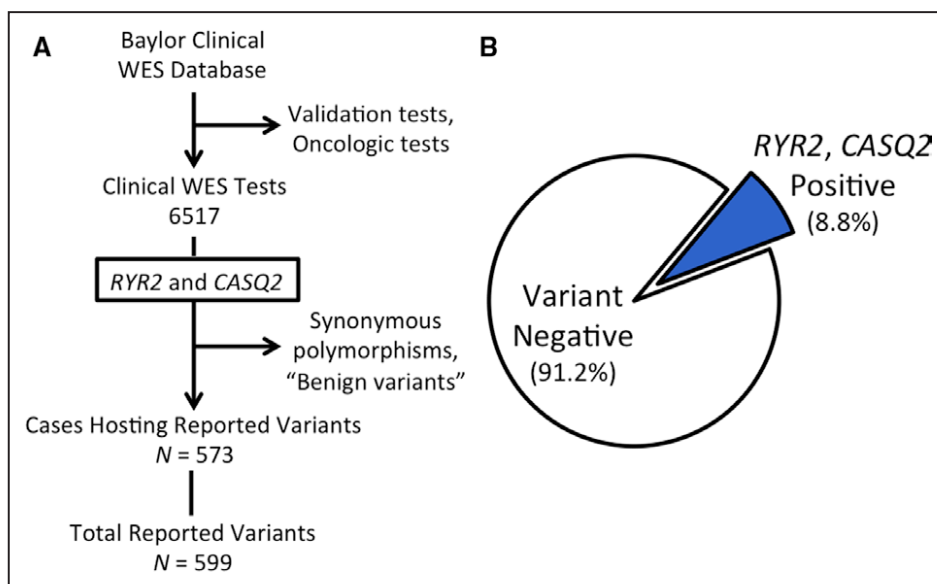 A
Baylor Clinical
WES Database
Validation tests,
Oncologic tests
Clinical WES Tests
6517
RYR2 and CASQ2
Synonymous
polymorphisms,
“Benign variants”
Cases Hosting Reported Variants
N = 573
Total Reported Variants
N = 599
B
RYR2, CASQ2
Positive
(8.8%)
Variant
Negative
(91.2%)